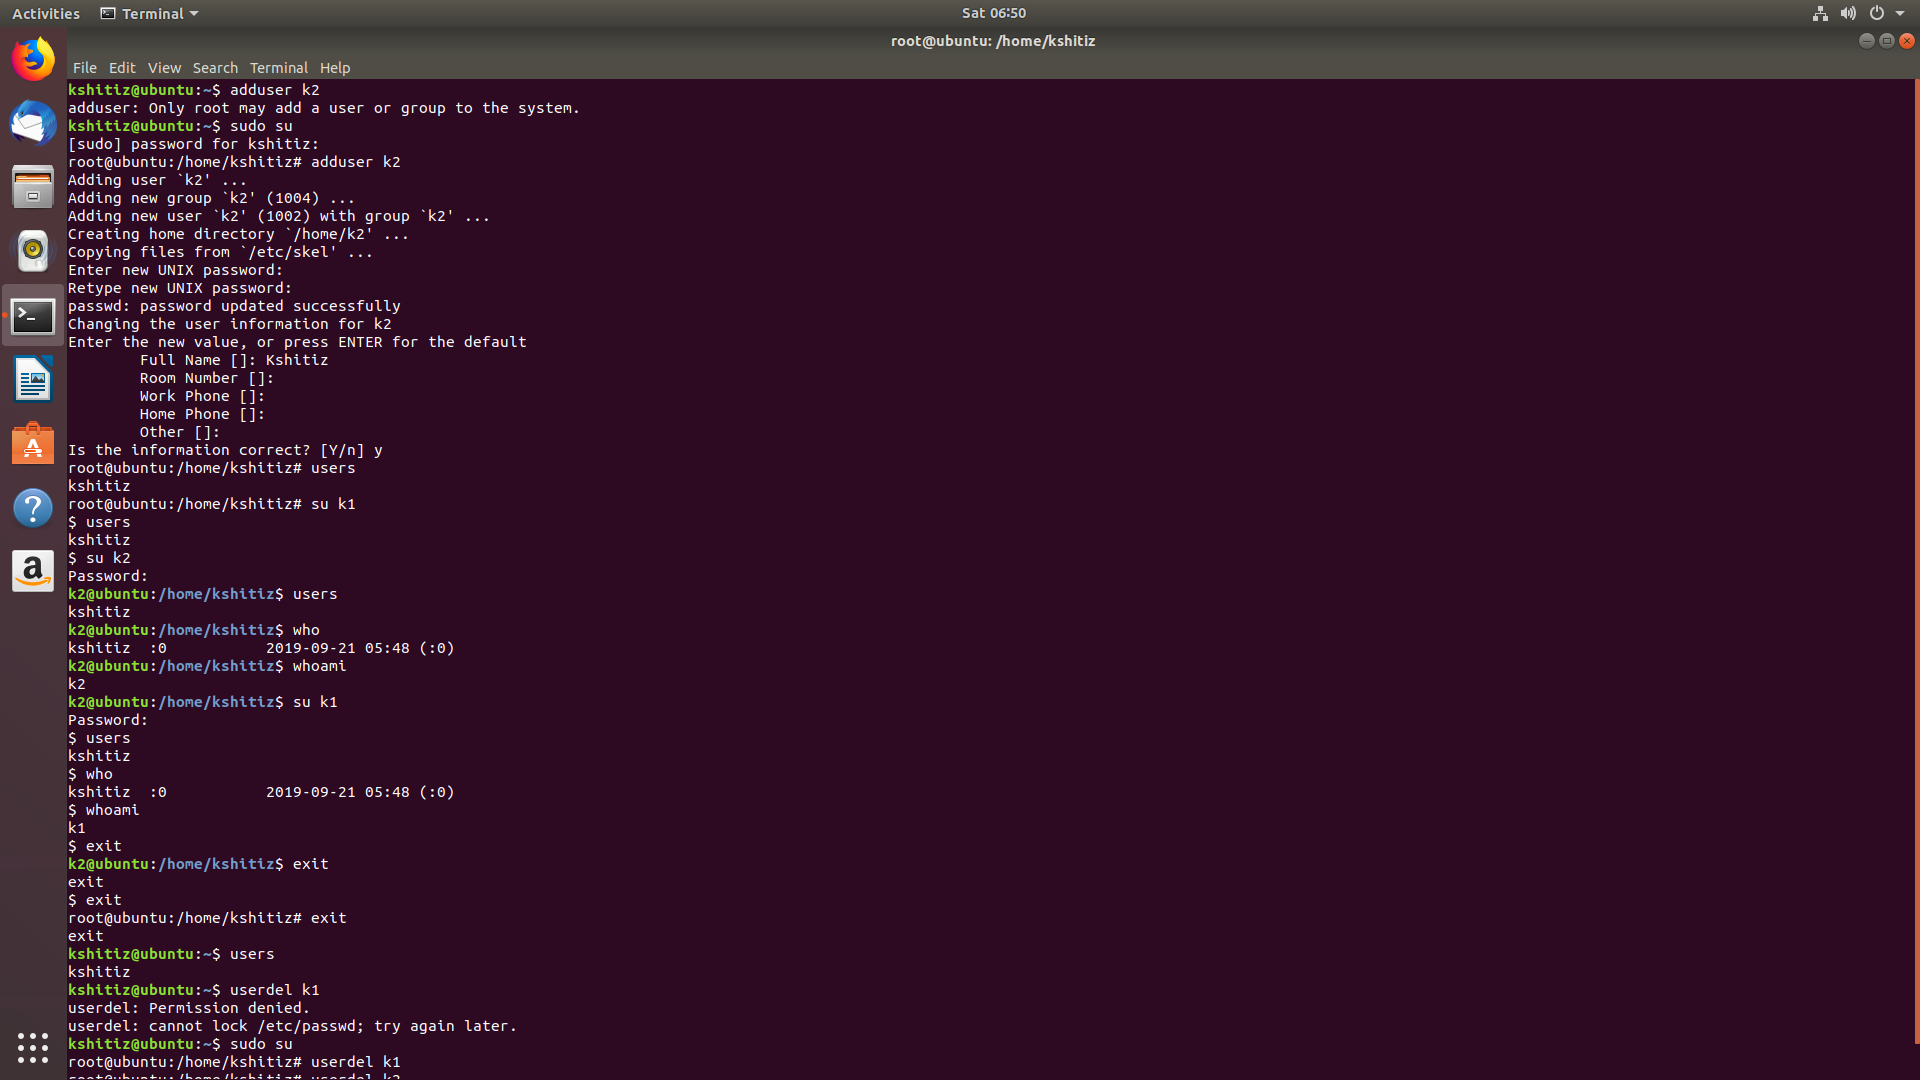 Activities Terminal Sat 06:50
root@ubuntu: /home/kshitiz
File Edit View Search Terminal Help
kshitiz@ubuntu:~$ adduser k2
adduser: Only root may add a user or group to the system.
kshitiz@ubuntu:~$ sudo su
[sudo] password for kshitiz:
root@ubuntu:/home/kshitiz# adduser k2
Adding user `k2' ...
Adding new group `k2' (1004) ...
Adding new user `k2' (1002) with group `k2' ...
Creating home directory `/home/k2' ...
Copying files from `/etc/skel' ...
Enter new UNIX password:
Retype new UNIX password:
passwd: password updated successfully
Changing the user information for k2
Enter the new value, or press ENTER for the default
Full Name []: Kshitiz
Room Number []:
Work Phone []:
Home Phone []:
Other []:
Is the information correct? [Y/n] y
root@ubuntu:/home/kshitiz# users
kshitiz
root@ubuntu:/home/kshitiz# su k1
$ users
kshitiz
$ su k2
Password:
k2@ubuntu:/home/kshitiz$ users
kshitiz
k2@ubuntu:/home/kshitiz$ who
kshitiz  :0           2019-09-21 05:48 (:0)
k2@ubuntu:/home/kshitiz$ whoami
k2
k2@ubuntu:/home/kshitiz$ su k1
Password:
$ users
kshitiz
$ who
kshitiz  :0           2019-09-21 05:48 (:0)
$ whoami
k1
$ exit
k2@ubuntu:/home/kshitiz$ exit
exit
$ exit
root@ubuntu:/home/kshitiz# exit
exit
kshitiz@ubuntu:~$ users
kshitiz
kshitiz@ubuntu:~$ userdel k1
userdel: Permission denied.
userdel: cannot lock /etc/passwd; try again later.
kshitiz@ubuntu:~$ sudo su
root@ubuntu:/home/kshitiz# userdel k1
root@ubuntu:/home/kshitiz# userdel k2